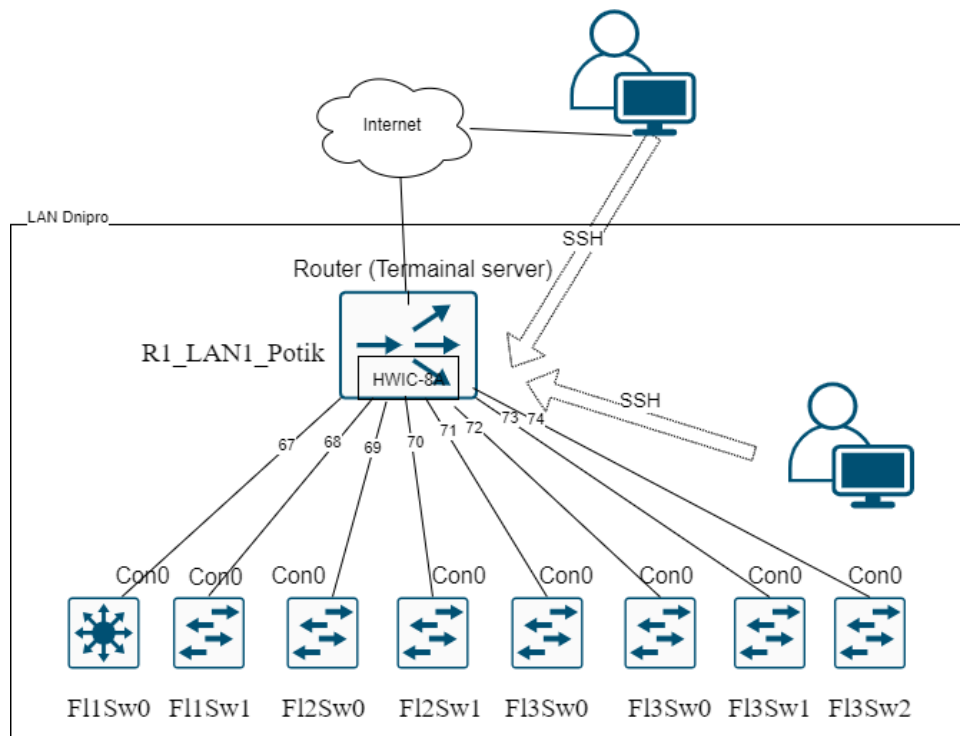 Internet
LAN Dnipro
SSH
Router (Termainal server)
R1_LAN1_Potik
HWIC-8A
SSH
67
68
69
70
71
72
73
74
Con0
Con0
Con0
Con0
Con0
Con0
Con0
Con0
Fl1Sw0
Fl1Sw1
Fl2Sw0
Fl2Sw1
Fl3Sw0
Fl3Sw0
Fl3Sw1
Fl3Sw2